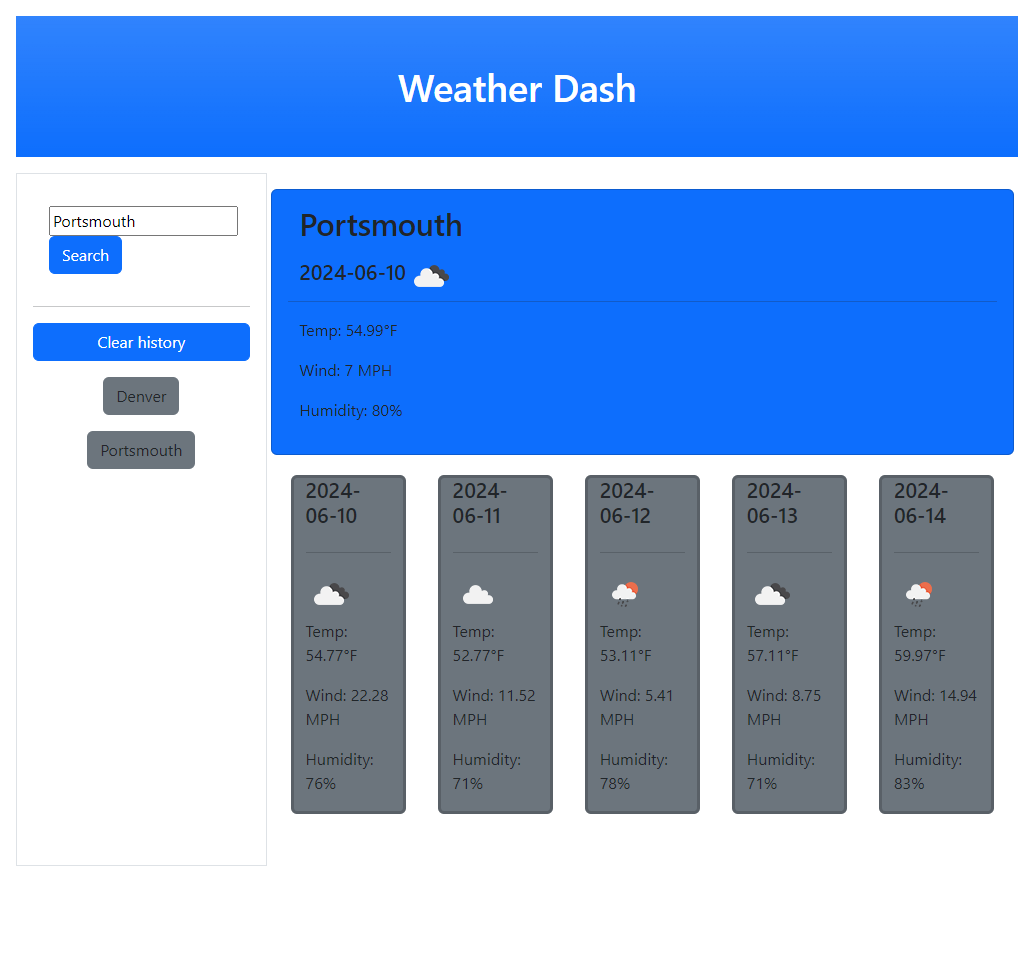 Weather Dash
Portsmouth
Search
Clear history
Denver
Portsmouth
Portsmouth
2024-06-10
Temp: 54.99°F
Wind: 7 MPH
Humidity: 80%
2024-
06-10
Temp:
54.77°F
Wind: 22.28
MPH
Humidity:
76%
2024-
06-11
Temp:
52.77°F
Wind: 11.52
MPH
Humidity:
71%
2024-
06-12
Temp:
53.11°F
Wind: 5.41
MPH
Humidity:
78%
2024-
06-13
Temp:
57.11°F
Wind: 8.75
MPH
Humidity:
71%
2024-
06-14
Temp:
59.97°F
Wind: 14.94
MPH
Humidity:
83%